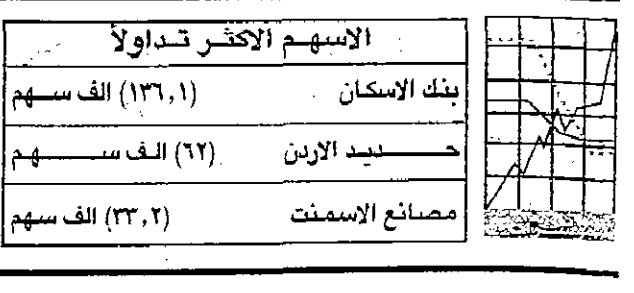 الاسهم الاكثر تداولاً
بنك الاسكان (١٣٦,١) الف سهم
حديد الاردن (٦٢) الف سهم
مصانع الاسمنت (٣٣,٢) الف سهم